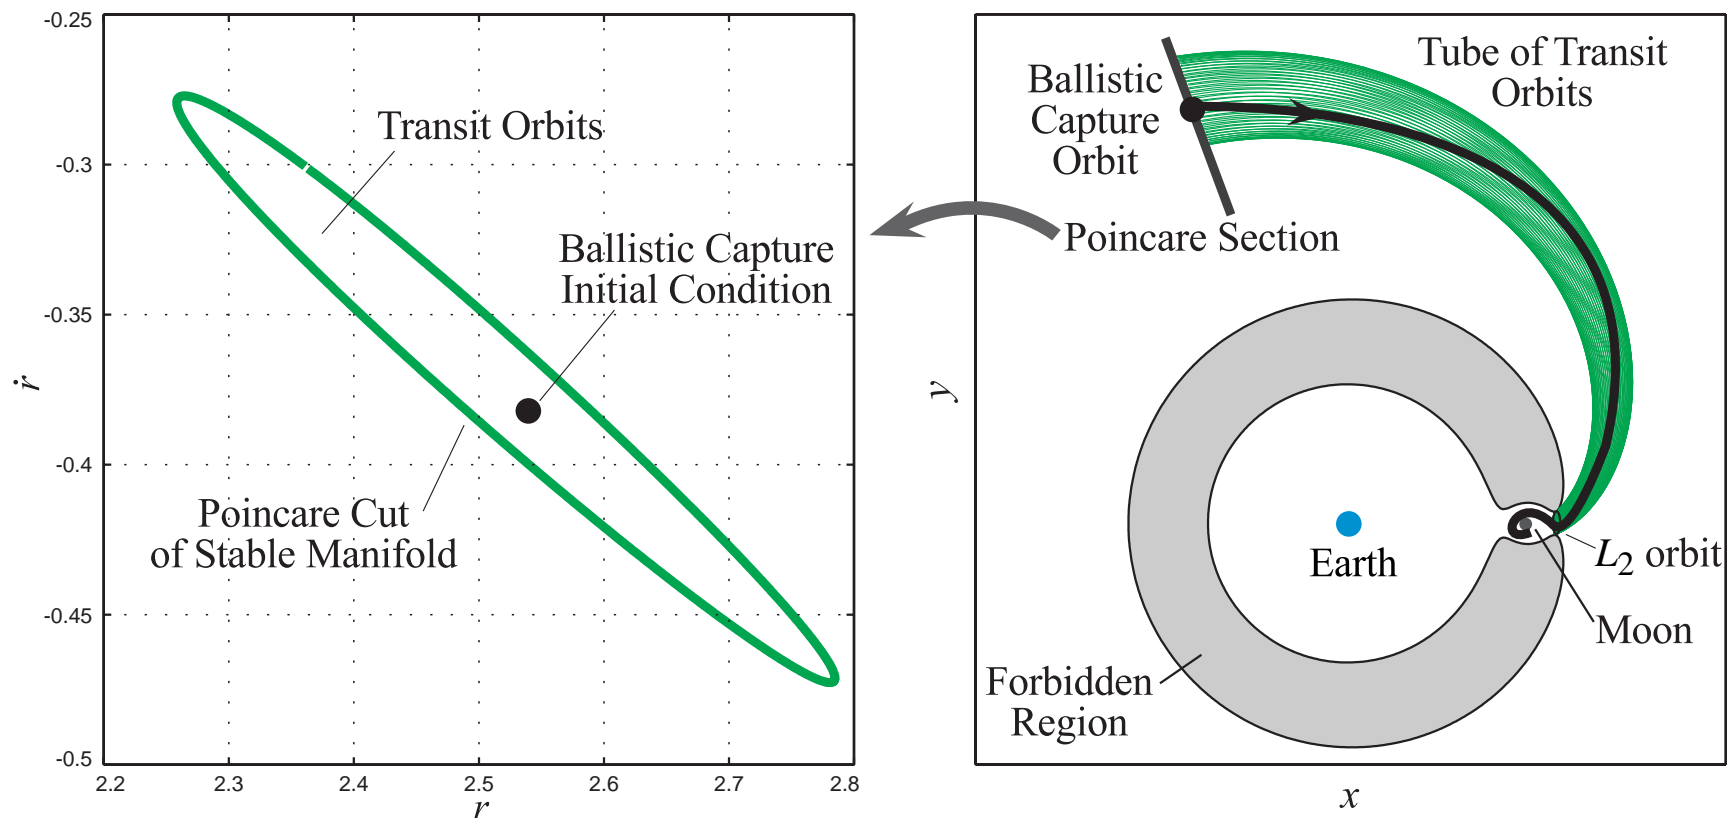 -0.25
-0.3
-0.35
-0.4
-0.45
-0.5
2.2
2.3
2.4
2.5
2.6
2.7
2.8
ṙ
r
Transit Orbits
Ballistic Capture
Initial Condition
Poincare Cut
of Stable Manifold
Ballistic
Capture
Orbit
Tube of Transit
Orbits
Poincare Section
Earth
L2 orbit
Moon
Forbidden
Region
y
x